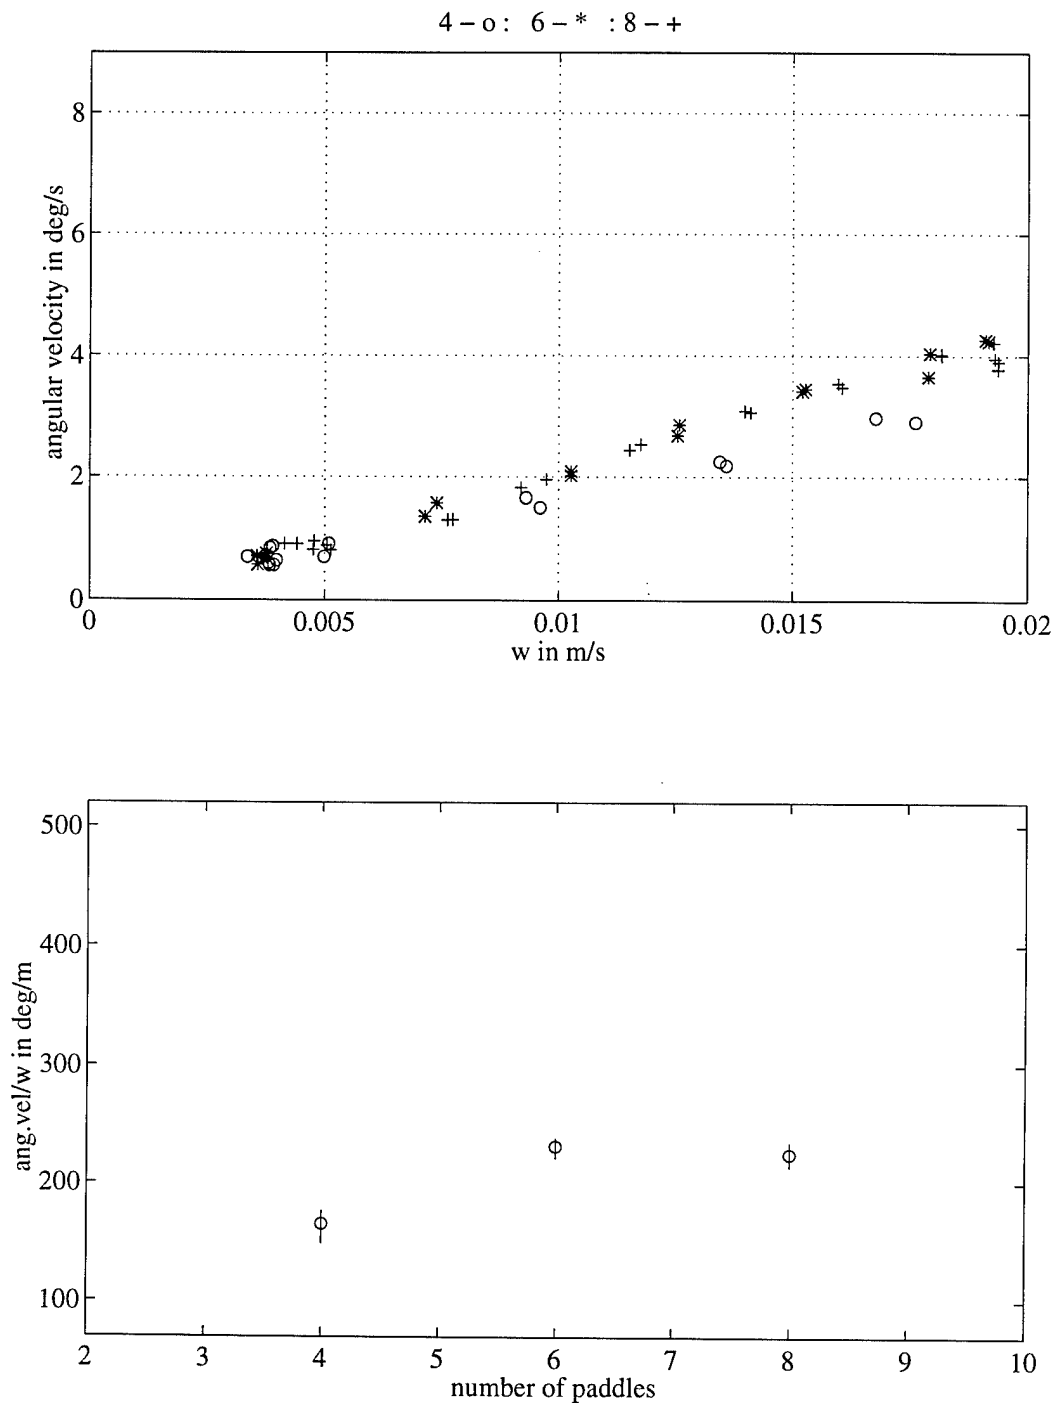 4 – o : 6 – * : 8 – +
8
6
4
2
0
angular velocity in deg/s
0 0.005 0.01 0.015 0.02
w in m/s
500
400
300
200
100
ang.vel/w in deg/m
2 3 4 5 6 7 8 9 10
number of paddles